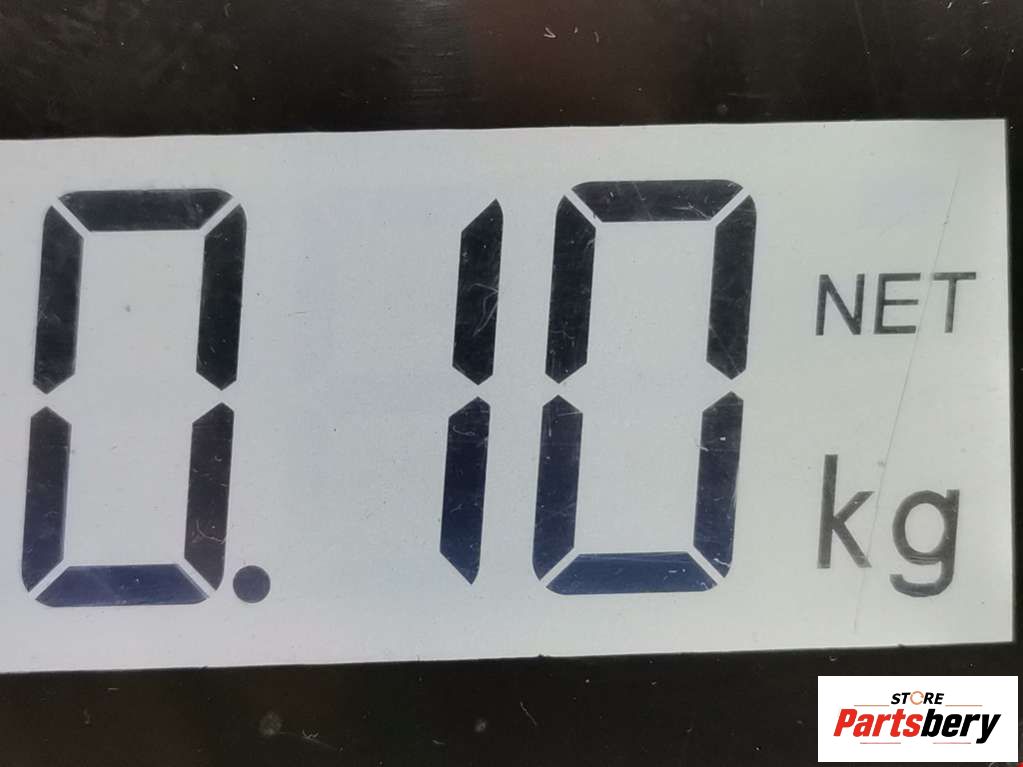 0.10
NET
kg
STORE
Partsbery